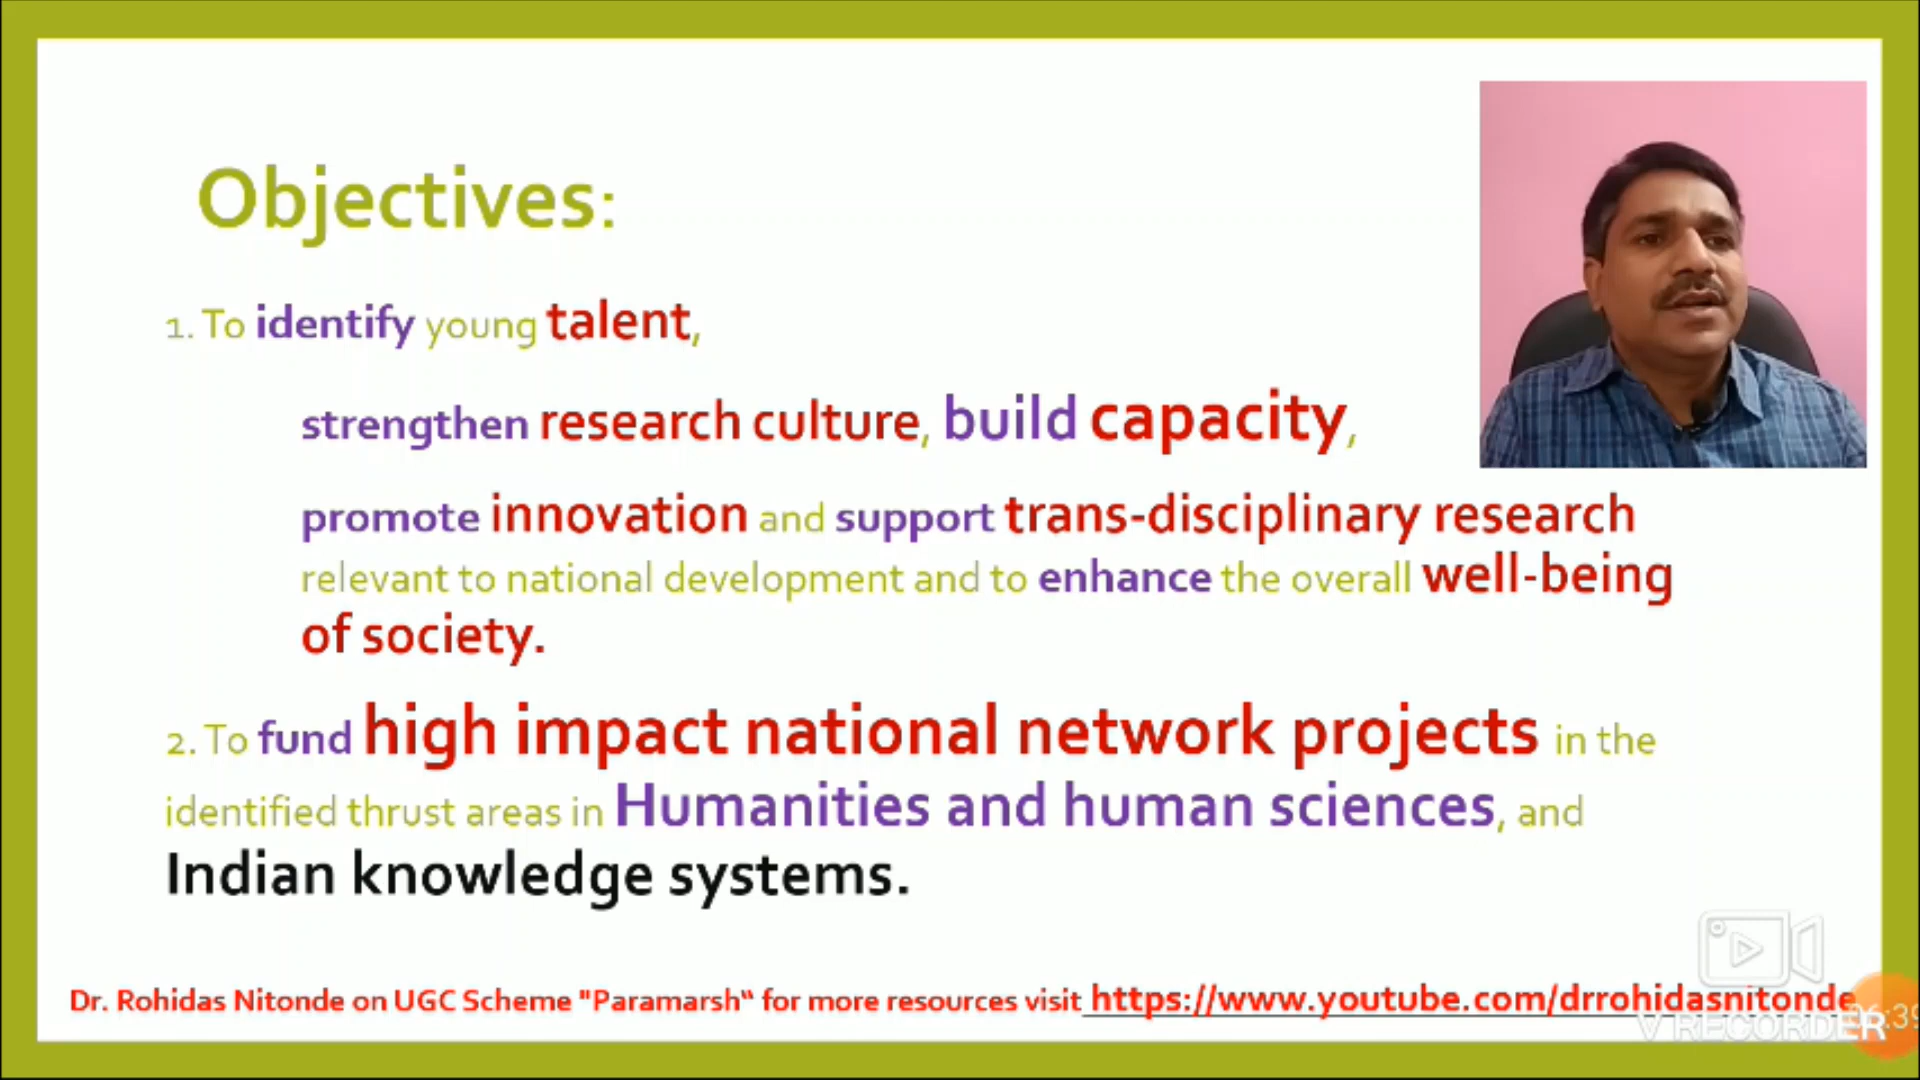 Objectives:
1. To identify young talent,
strengthen research culture, build capacity,
promote innovation and support trans-disciplinary research
relevant to national development and to enhance the overall well-being
of society.
2. To fund high impact national network projects in the
identified thrust areas in Humanities and human sciences, and
Indian knowledge systems.
Dr. Rohidas Nitonde on UGC Scheme "Paramarsh“ for more resources visit https://www.youtube.com/drrohidasnitonde
V RECORDER
06:39